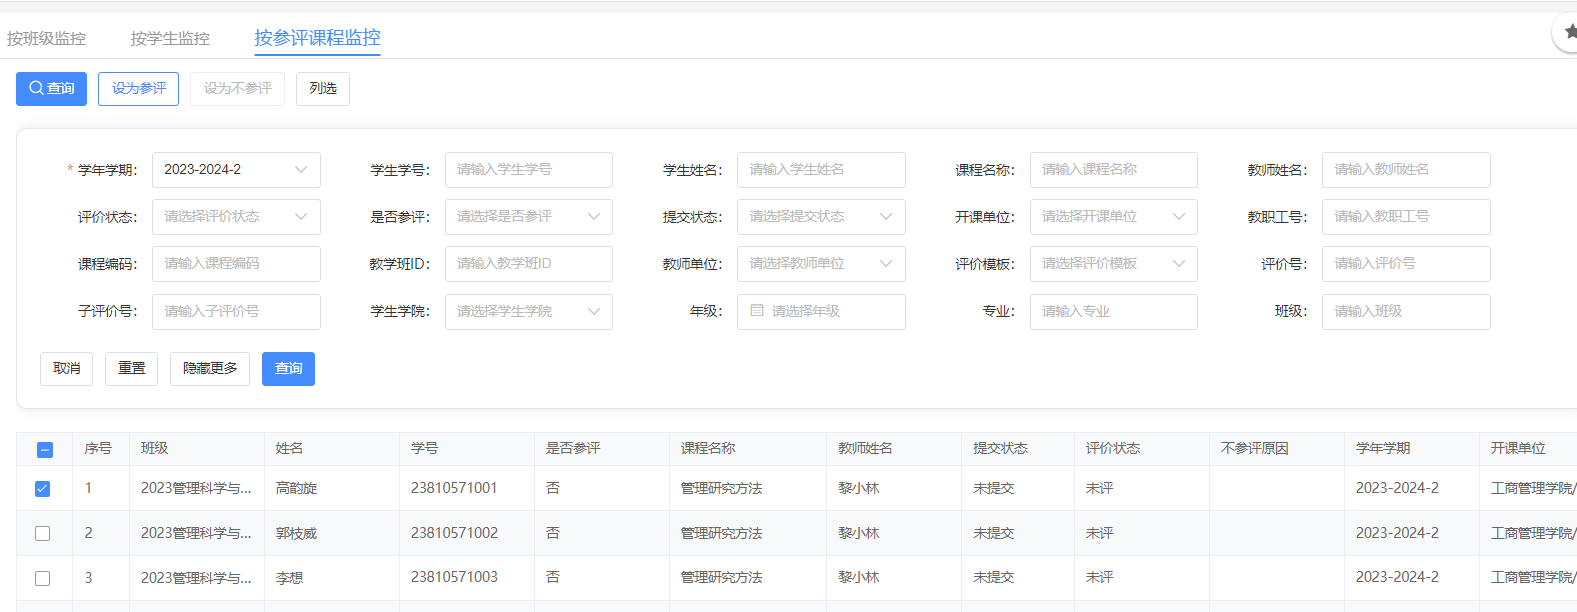 按班级监控 按学生监控 按参评课程监控
查询 设为参评 设为不参评 列选
* 学年学期： 2023-2024-2 学生学号： 请输入学生学号 学生姓名： 请输入学生姓名 课程名称： 请输入课程名称 教师姓名： 请输入教师姓名
评价状态： 请选择评价状态 是否参评： 请选择是否参评 提交状态： 请选择提交状态 开课单位： 请选择开课单位 教职工号： 请输入教职工号
课程编码： 请输入课程编码 教学班ID： 请输入教学班ID 教师单位： 请选择教师单位 评价模板： 请选择评价模板 评价号： 请输入评价号
子评价号： 请输入子评价号 学生学院： 请选择学生学院 年级： 请选择年级 专业： 请输入专业 班级： 请输入班级
取消 重置 隐藏更多 查询
序号 班级 姓名 学号 是否参评 课程名称 教师姓名 提交状态 评价状态 不参评原因 学年学期 开课单位
1 2023管理科学与... 高韵旋 23810571001 否 管理研究方法 黎小林 未提交 未评 2023-2024-2 工商管理学院/
2 2023管理科学与... 郭枝威 23810571002 否 管理研究方法 黎小林 未提交 未评 2023-2024-2 工商管理学院/
3 2023管理科学与... 李想 23810571003 否 管理研究方法 黎小林 未提交 未评 2023-2024-2 工商管理学院/